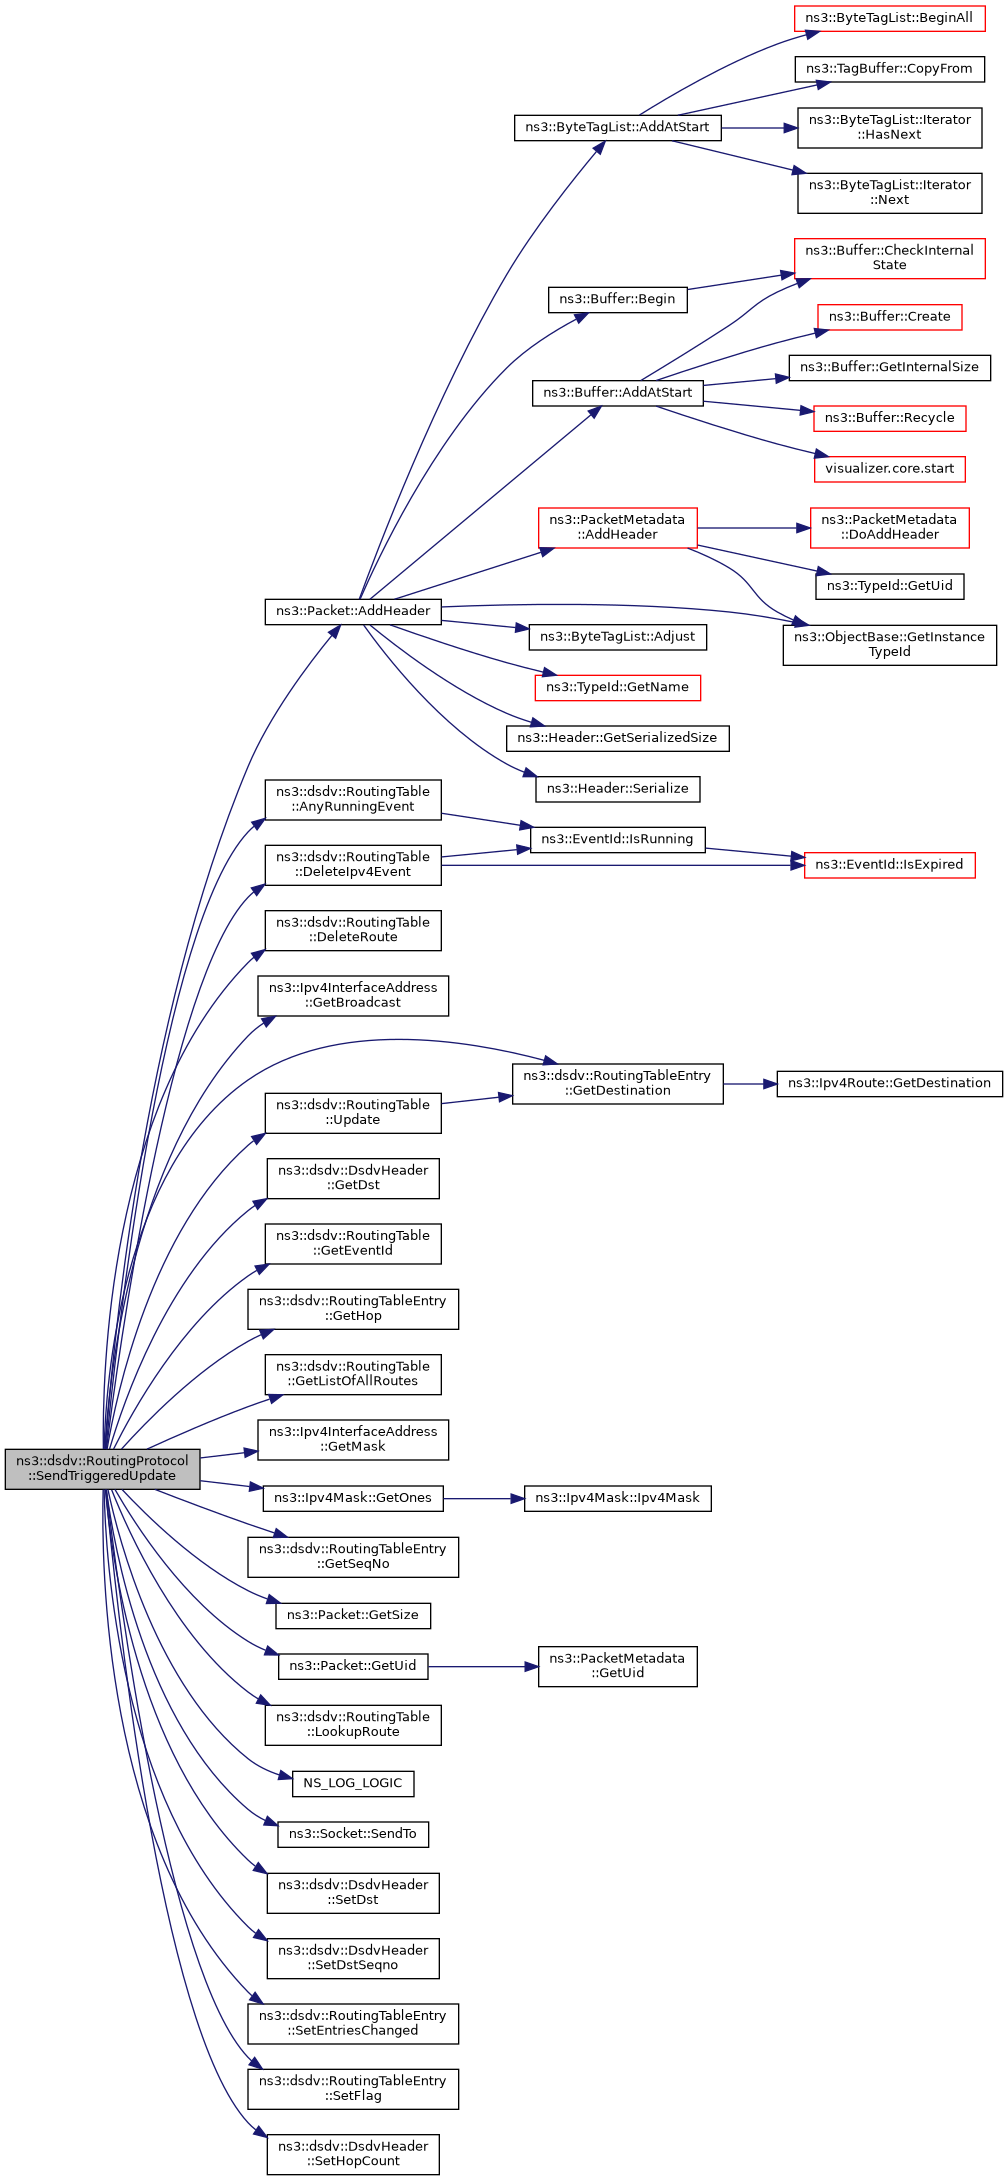 ns3::ByteTagList::BeginAll
ns3::TagBuffer::CopyFrom
ns3::ByteTagList::AddAtStart
ns3::ByteTagList::Iterator
::HasNext
ns3::ByteTagList::Iterator
::Next
ns3::Buffer::CheckInternal
State
ns3::Buffer::Begin
ns3::Buffer::Create
ns3::Buffer::GetInternalSize
ns3::Buffer::AddAtStart
ns3::Buffer::Recycle
visualizer.core.start
ns3::PacketMetadata
::AddHeader
ns3::PacketMetadata
::DoAddHeader
ns3::TypeId::GetUid
ns3::Packet::AddHeader
ns3::ByteTagList::Adjust
ns3::ObjectBase::GetInstance
TypeId
ns3::TypeId::GetName
ns3::Header::GetSerializedSize
ns3::Header::Serialize
ns3::dsdv::RoutingTable
::AnyRunningEvent
ns3::EventId::IsRunning
ns3::dsdv::RoutingTable
::DeleteIpv4Event
ns3::EventId::IsExpired
ns3::dsdv::RoutingTable
::DeleteRoute
ns3::Ipv4InterfaceAddress
::GetBroadcast
ns3::dsdv::RoutingTableEntry
::GetDestination
ns3::Ipv4Route::GetDestination
ns3::dsdv::RoutingTable
::Update
ns3::dsdv::DsdvHeader
::GetDst
ns3::dsdv::RoutingTable
::GetEventId
ns3::dsdv::RoutingTableEntry
::GetHop
ns3::dsdv::RoutingTable
::GetListOfAllRoutes
ns3::Ipv4InterfaceAddress
::GetMask
ns3::dsdv::RoutingProtocol
::SendTriggeredUpdate
ns3::Ipv4Mask::GetOnes
ns3::Ipv4Mask::Ipv4Mask
ns3::dsdv::RoutingTableEntry
::GetSeqNo
ns3::Packet::GetSize
ns3::Packet::GetUid
ns3::PacketMetadata
::GetUid
ns3::dsdv::RoutingTable
::LookupRoute
NS_LOG_LOGIC
ns3::Socket::SendTo
ns3::dsdv::DsdvHeader
::SetDst
ns3::dsdv::DsdvHeader
::SetDstSeqno
ns3::dsdv::RoutingTableEntry
::SetEntriesChanged
ns3::dsdv::RoutingTableEntry
::SetFlag
ns3::dsdv::DsdvHeader
::SetHopCount